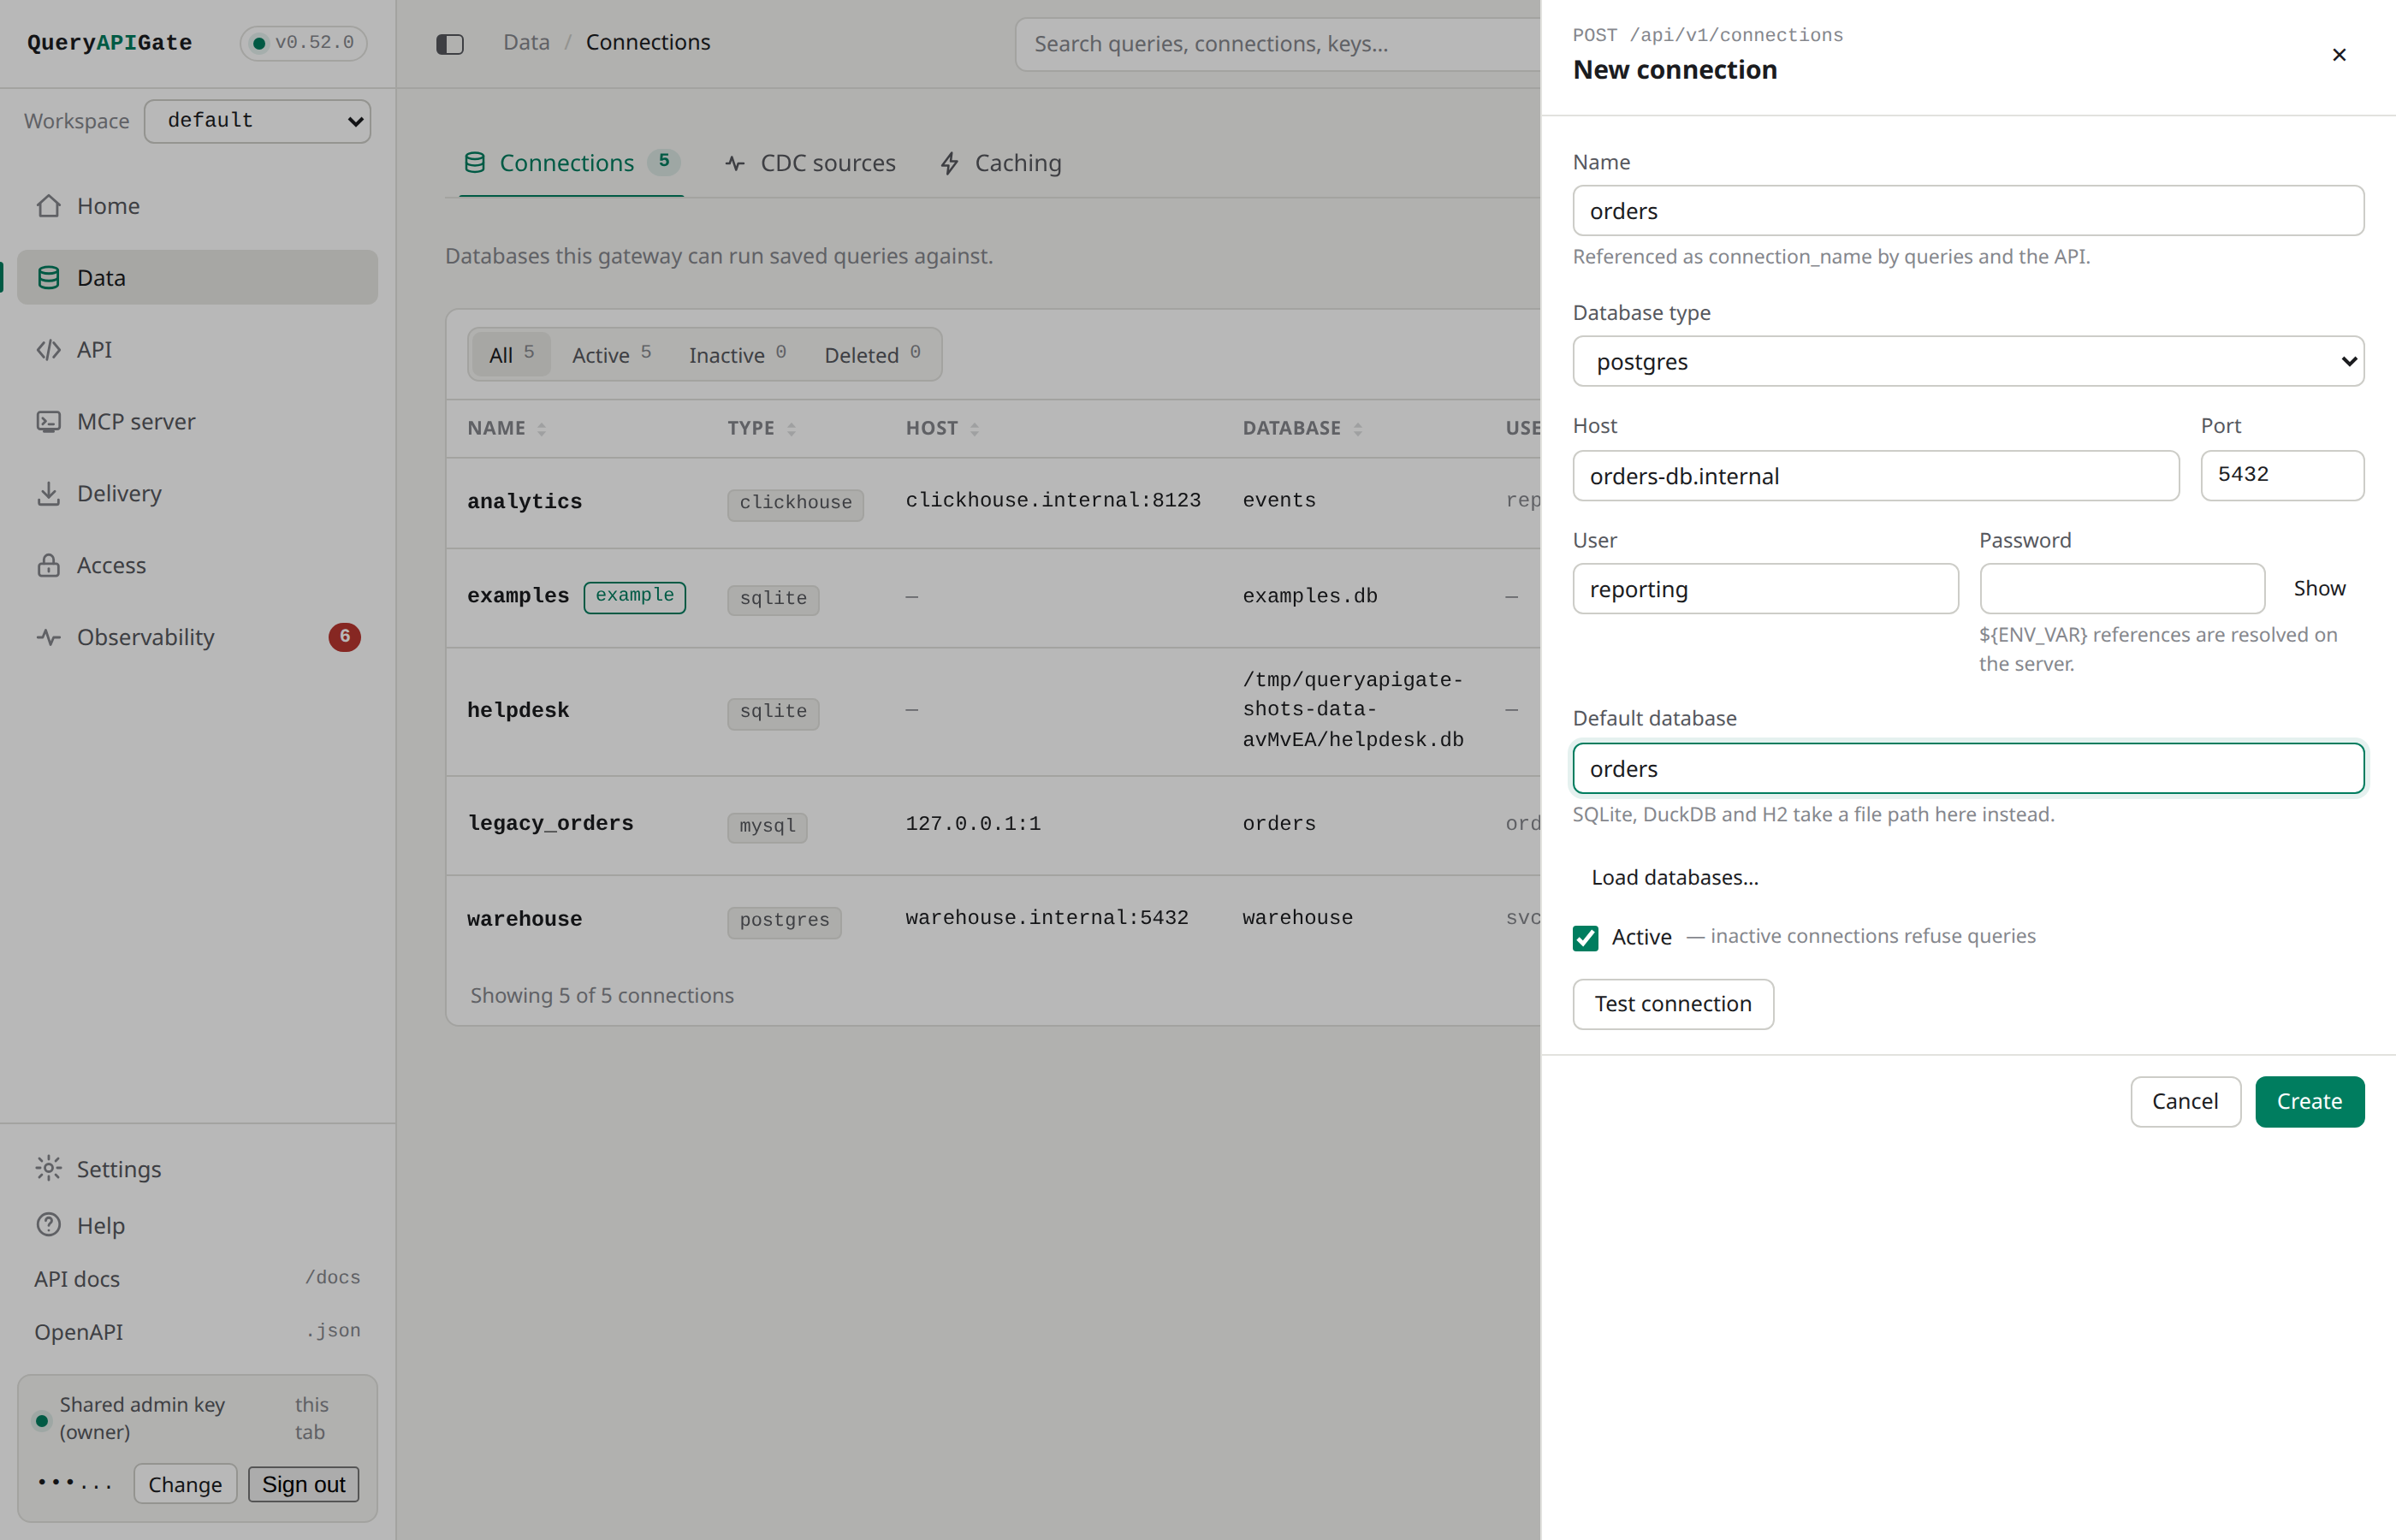 QueryAPIGate
v0.52.0
Workspace
default
Home
Data
API
MCP server
Delivery
Access
Observability 6
Settings
Help
API docs /docs
OpenAPI .json
Shared admin key (owner)
this tab
•••...
Change
Sign out
Data / Connections
Search queries, connections, keys...
Connections 5
CDC sources
Caching
Databases this gateway can run saved queries against.
All 5
Active 5
Inactive 0
Deleted 0
NAME TYPE HOST DATABASE USE
analytics clickhouse clickhouse.internal:8123 events rep
examples example sqlite — examples.db —
helpdesk sqlite — /tmp/queryapigate-shots-data-avMvEA/helpdesk.db —
legacy_orders mysql 127.0.0.1:1 orders ord
warehouse postgres warehouse.internal:5432 warehouse svc
Showing 5 of 5 connections
POST /api/v1/connections
New connection
×
Name
orders
Referenced as connection_name by queries and the API.
Database type
postgres
Host
orders-db.internal
Port
5432
User
reporting
Password
Show
${ENV_VAR} references are resolved on
the server.
Default database
orders
SQLite, DuckDB and H2 take a file path here instead.
Load databases...
Active — inactive connections refuse queries
Test connection
Cancel
Create